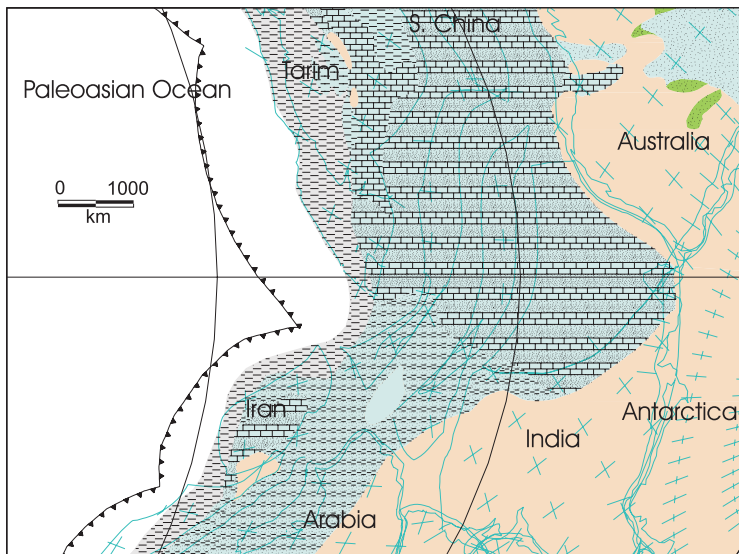 S. China
Tarim
Paleoasian Ocean
Australia
0 1000
km
Iran
Antarctica
India
Arabia